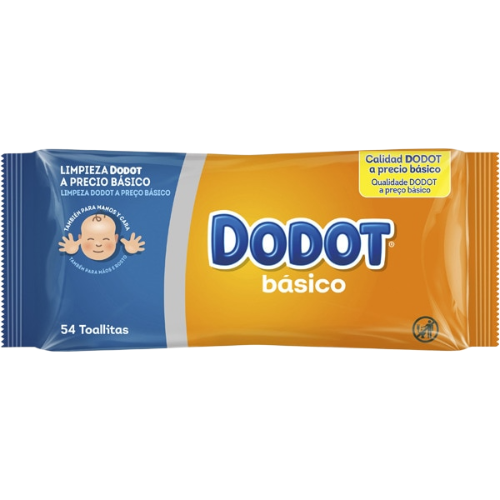 LIMPIEZA DODOT
A PRECIO BÁSICO
LIMPEZA DODOT A PREÇO BÁSICO
TAMBIÉN PARA MANOS Y CARA
TAMBÉM PARA MÃOS E ROSTO
54 Toallitas
DODOT®
básico
Calidad DODOT
a precio básico
Qualidade DODOT
a preço básico